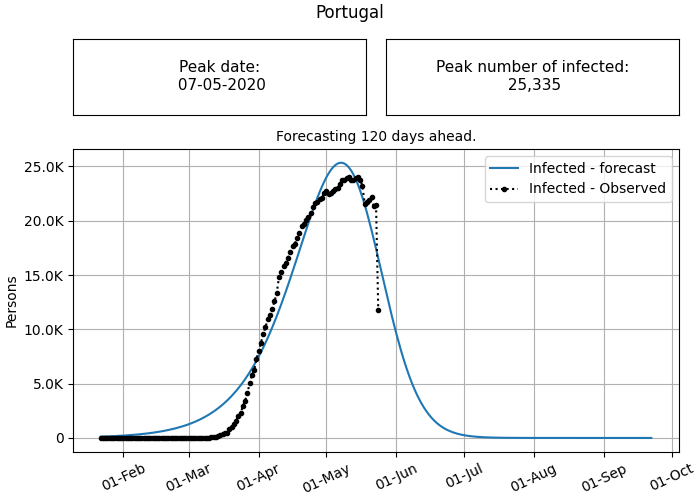 Portugal
Peak date:
07-05-2020
Peak number of infected:
25,335
Forecasting 120 days ahead.
Infected - forecast
Infected - Observed
Persons
25.0K
20.0K
15.0K
10.0K
5.0K
0
01-Feb
01-Mar
01-Apr
01-May
01-Jun
01-Jul
01-Aug
01-Sep
01-Oct